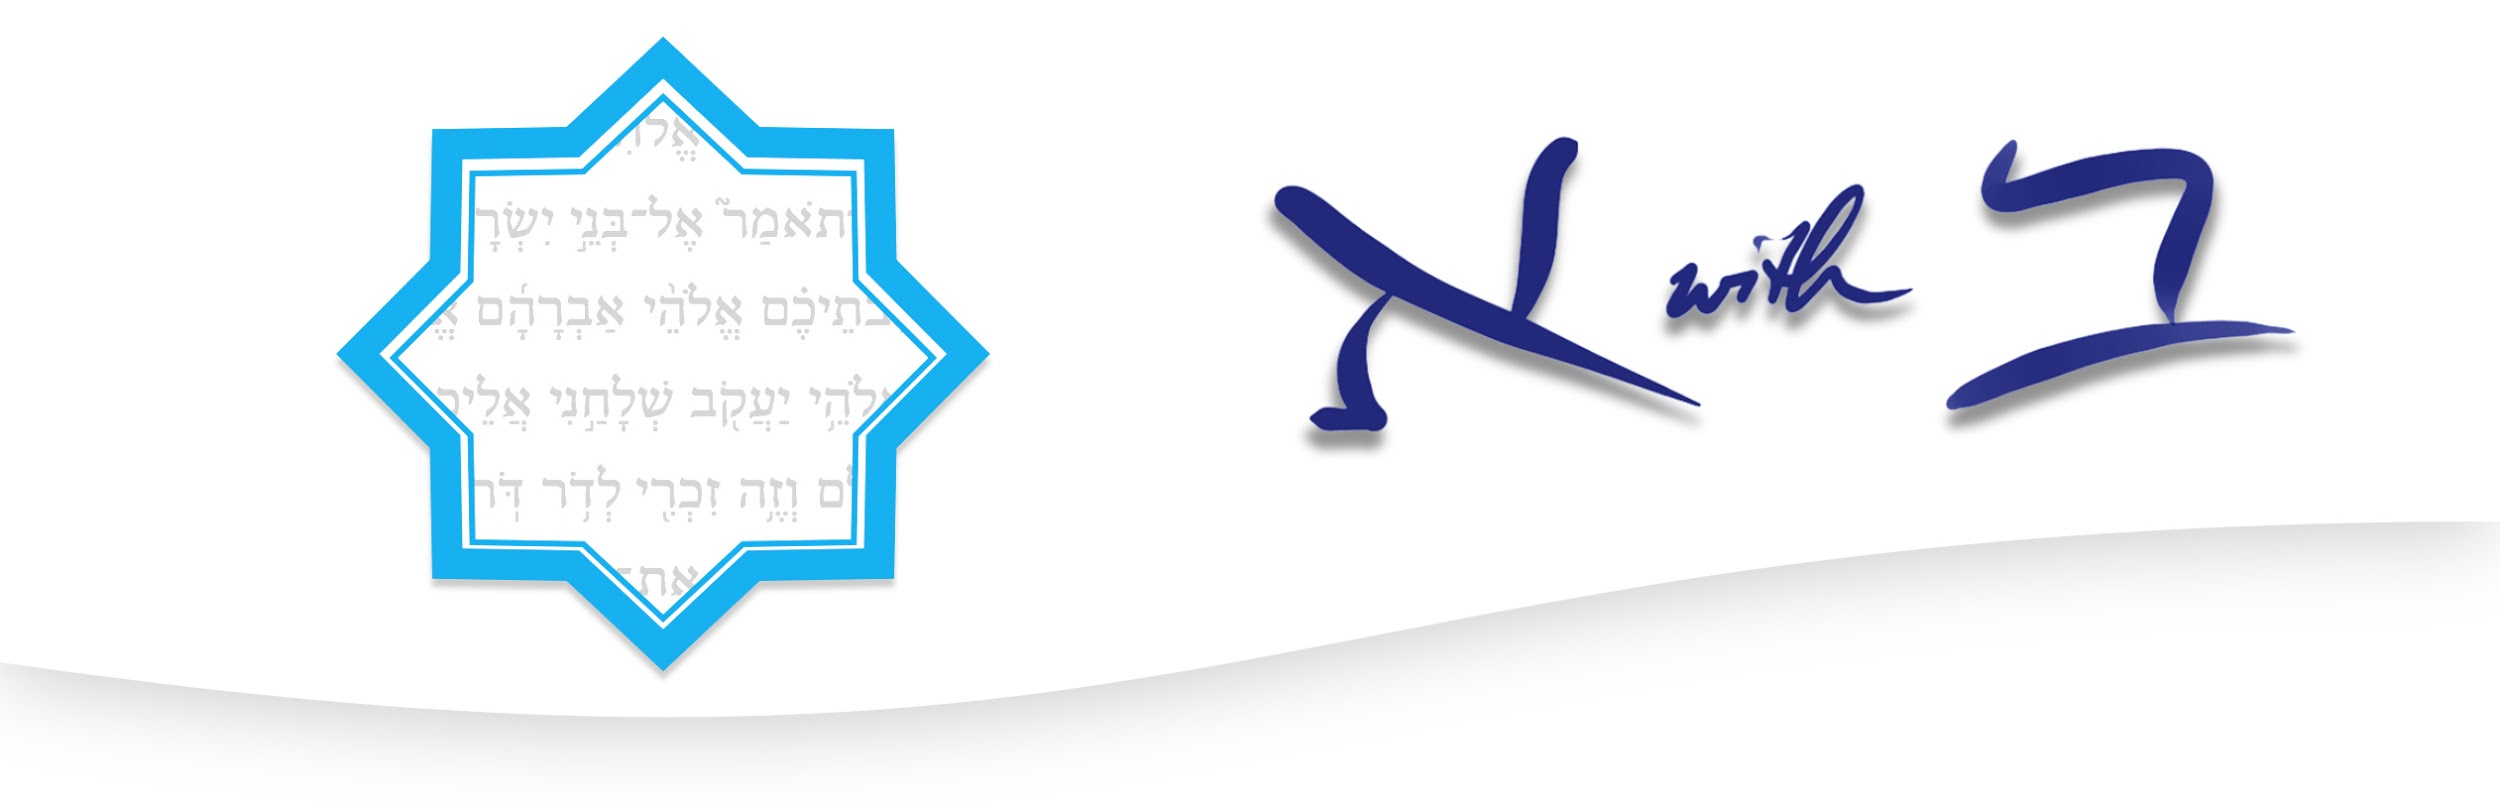 אֱלֹהִ
תֹאמַר֮ אֶל־בְּנֵ֣י יִשְׂרָ
תֵיכֶ֗ם אֱלֹהֵ֨י אַבְרָהָ֜ם אֱ
לֹהֵ֥י יַעֲקֹ֖ב שְׁלָחַ֣נִי אֲלֵיכֶ
ם וְזֶ֥ה זִכְרִ֖י לְדֹ֥ר דֹּֽר
אֶת־
א with ב